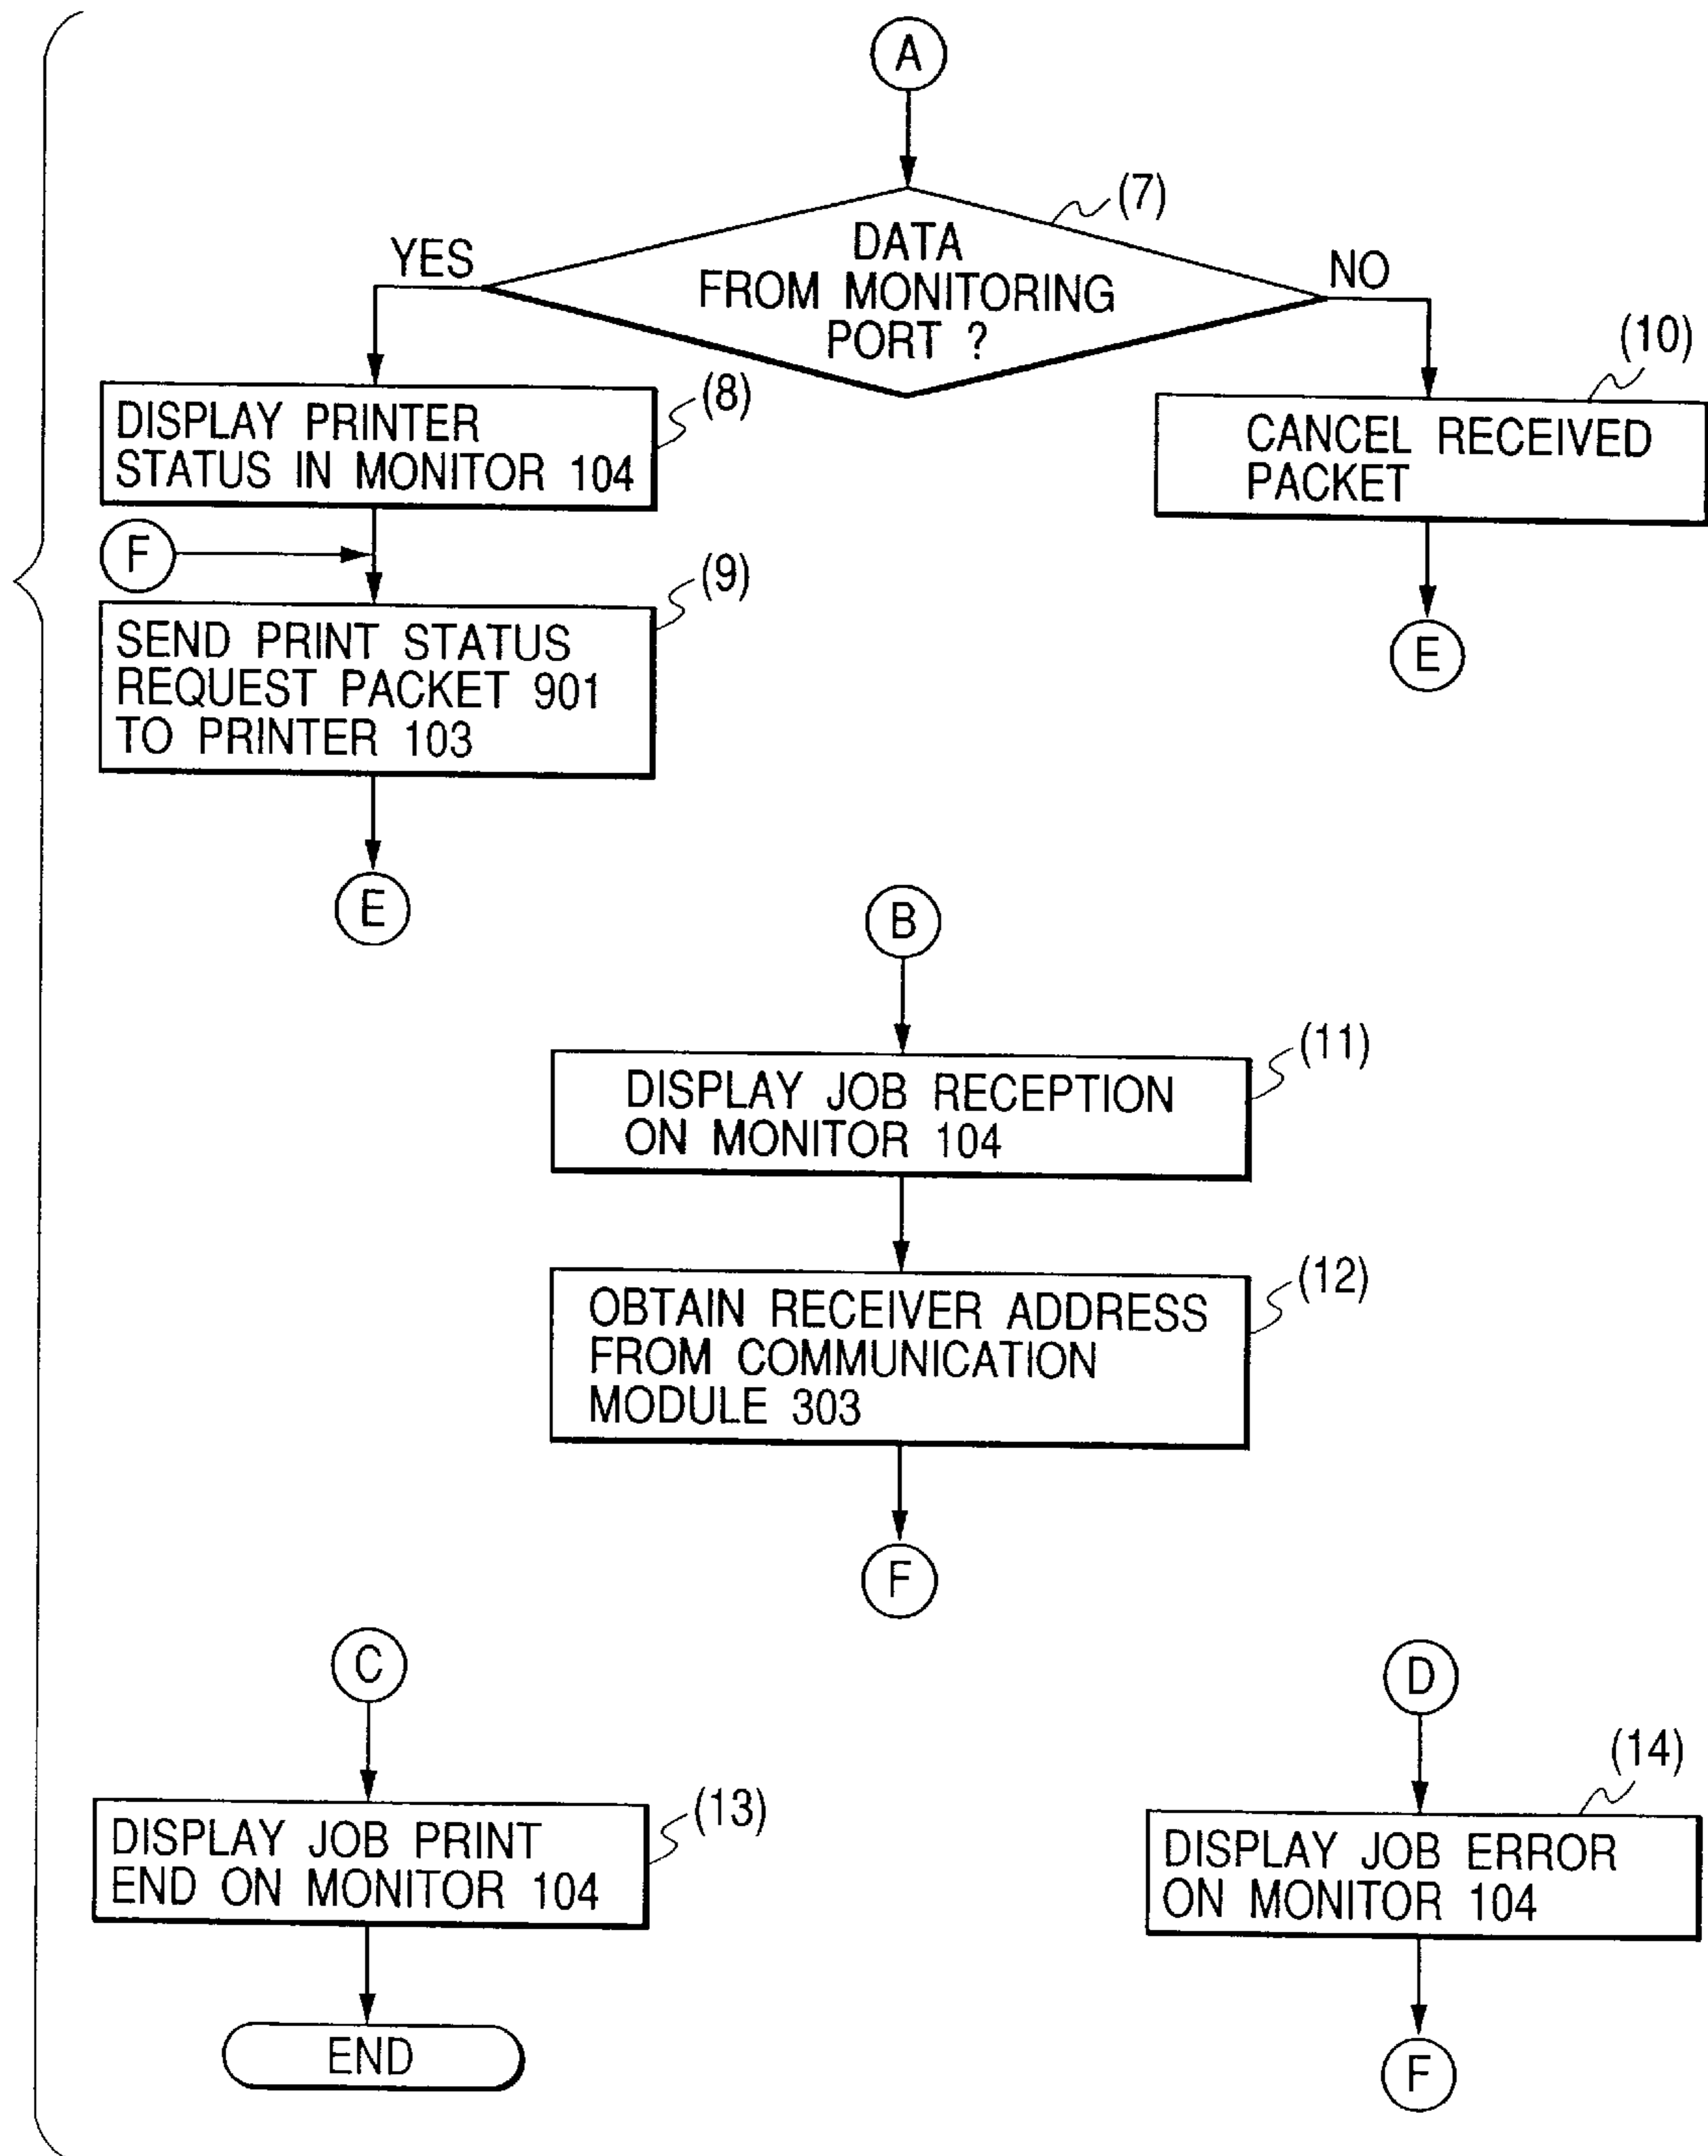 A
(7)
DATA
FROM MONITORING
PORT ?
YES
NO
(8)
DISPLAY PRINTER
STATUS IN MONITOR 104
(10)
CANCEL RECEIVED
PACKET
F
(9)
SEND PRINT STATUS
REQUEST PACKET 901
TO PRINTER 103
E
E
B
(11)
DISPLAY JOB RECEPTION
ON MONITOR 104
(12)
OBTAIN RECEIVER ADDRESS
FROM COMMUNICATION
MODULE 303
F
C
(13)
DISPLAY JOB PRINT
END ON MONITOR 104
END
D
(14)
DISPLAY JOB ERROR
ON MONITOR 104
F